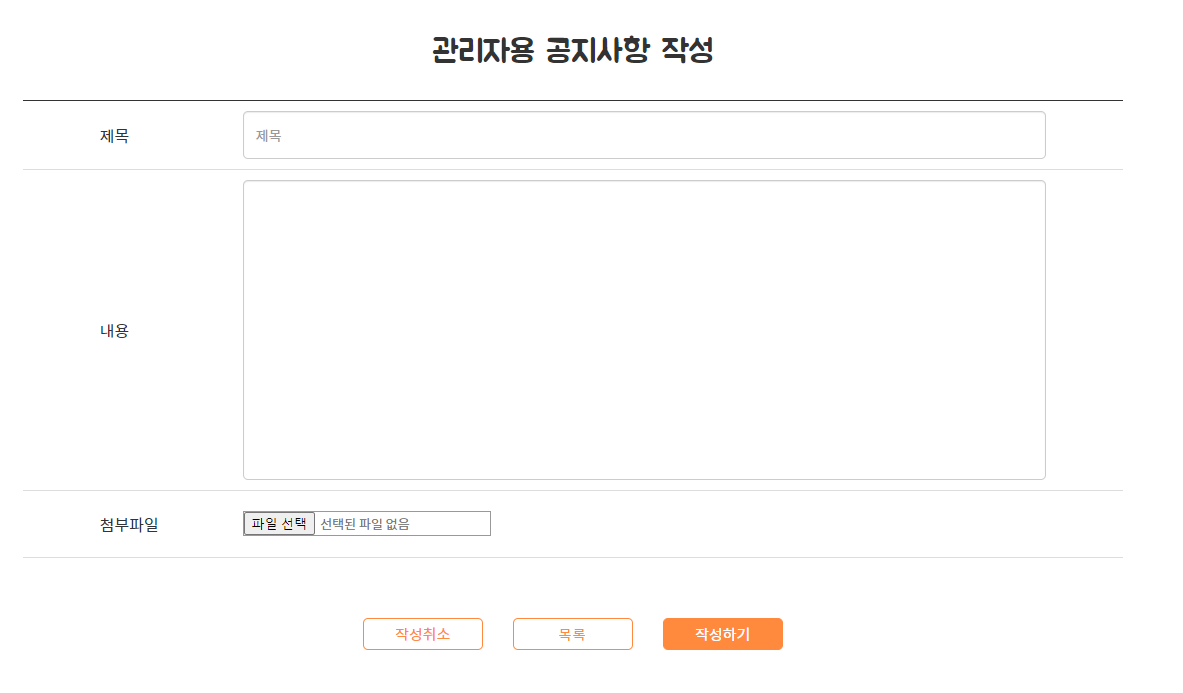 관리자용 공지사항 작성
제목 제목
내용
첨부파일 파일 선택 선택된 파일 없음
작성취소 목록 작성하기